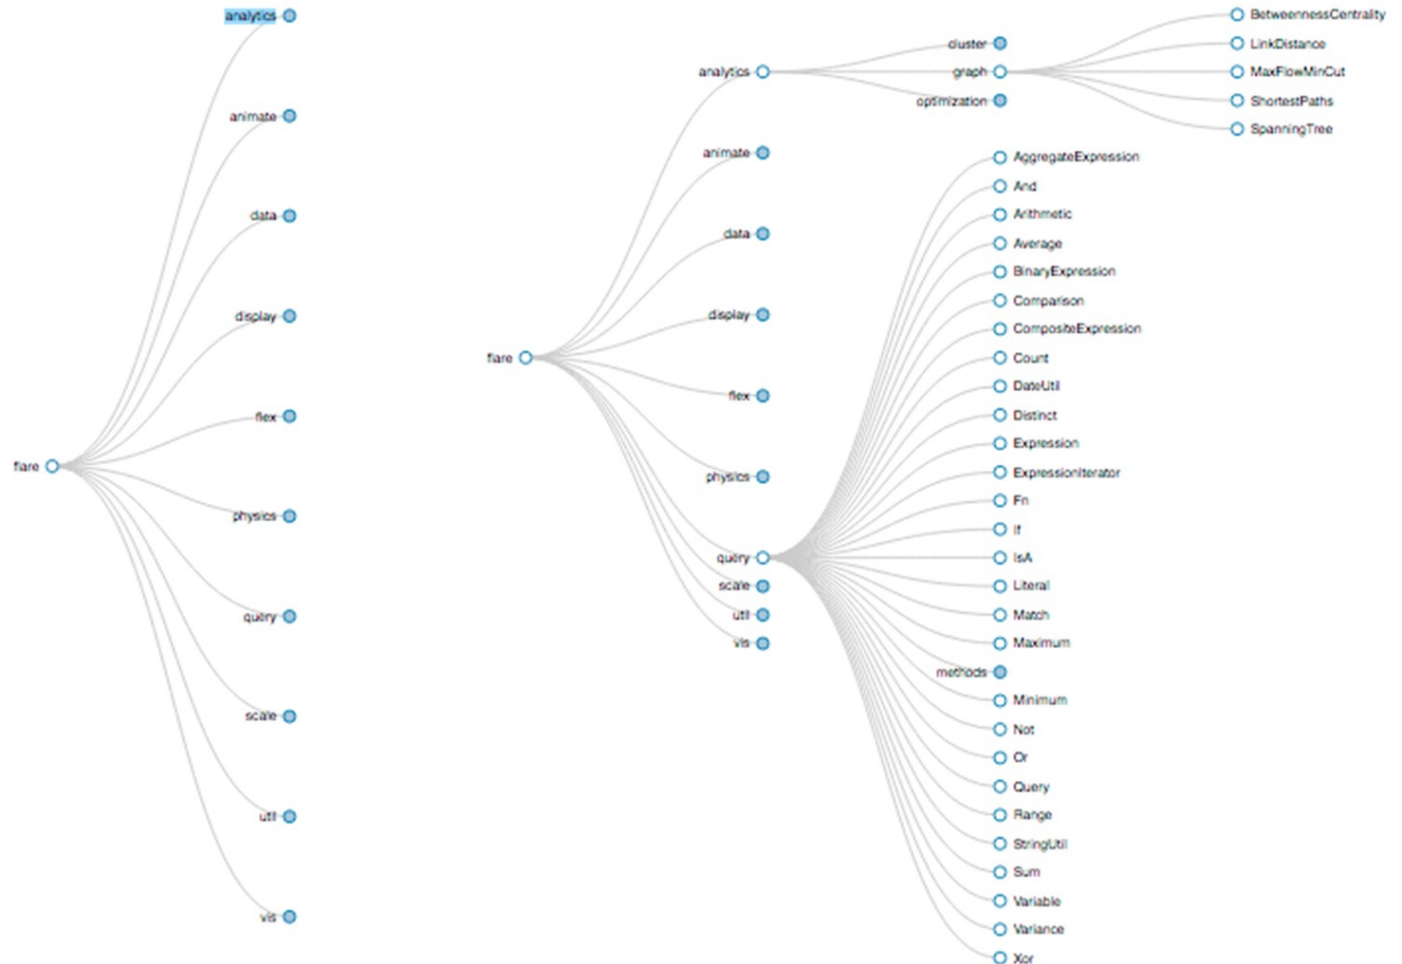 analytics
animate
data
display
flex
flare
physics
query
scale
util
vis
flare
analytics
animate
data
display
flex
physics
query
scale
util
vis
cluster
graph
optimization
BetweennessCentrality
LinkDistance
MaxFlowMinCut
ShortestPaths
SpanningTree
AggregateExpression
And
Arithmetic
Average
BinaryExpression
Comparison
CompositeExpression
Count
DateUtil
Distinct
Expression
ExpressionIterator
Fn
If
IsA
Literal
Match
Maximum
methods
Minimum
Not
Or
Query
Range
StringUtil
Sum
Variable
Variance
Xor